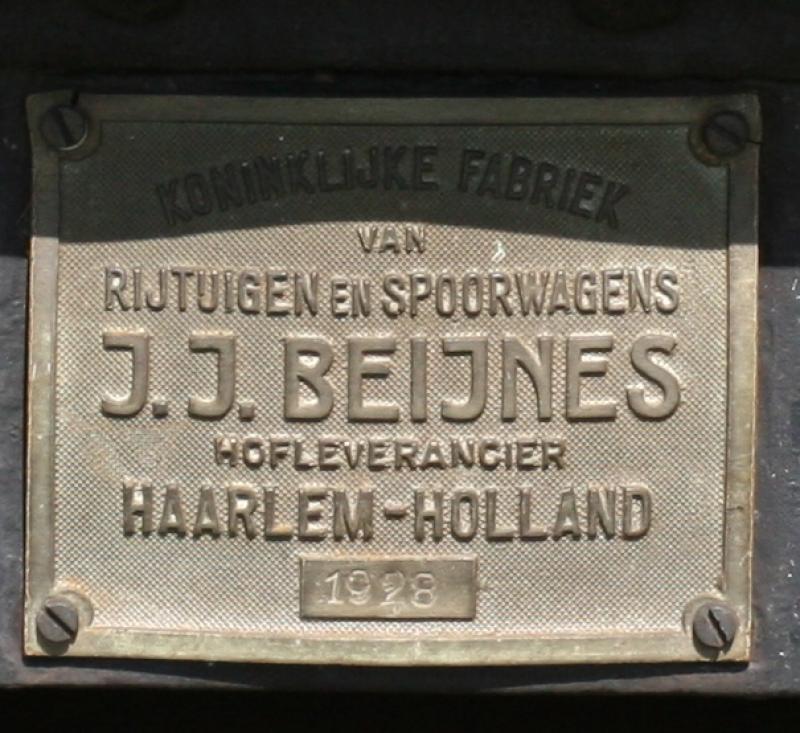 KONINKLIJKE FABRIEK
VAN
RIJTUIGEN EN SPOORWAGENS
J.J. BEIJNES
HOFLEVERANCIER
HAARLEM-HOLLAND
1928